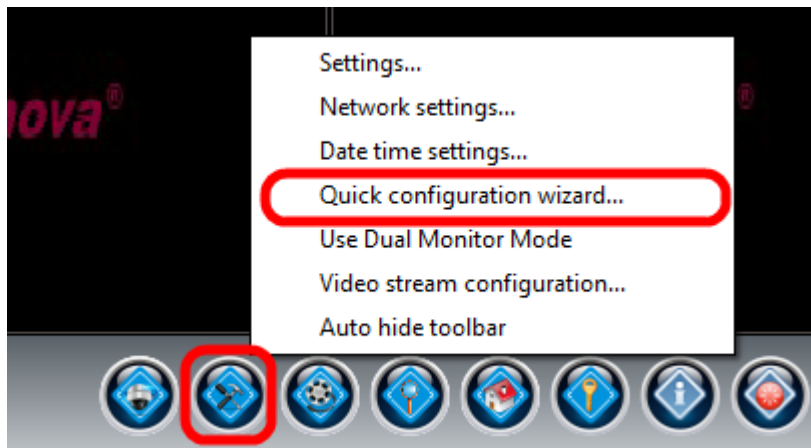 nova®
®
Settings...
Network settings...
Date time settings...
Quick configuration wizard...
Use Dual Monitor Mode
Video stream configuration...
Auto hide toolbar